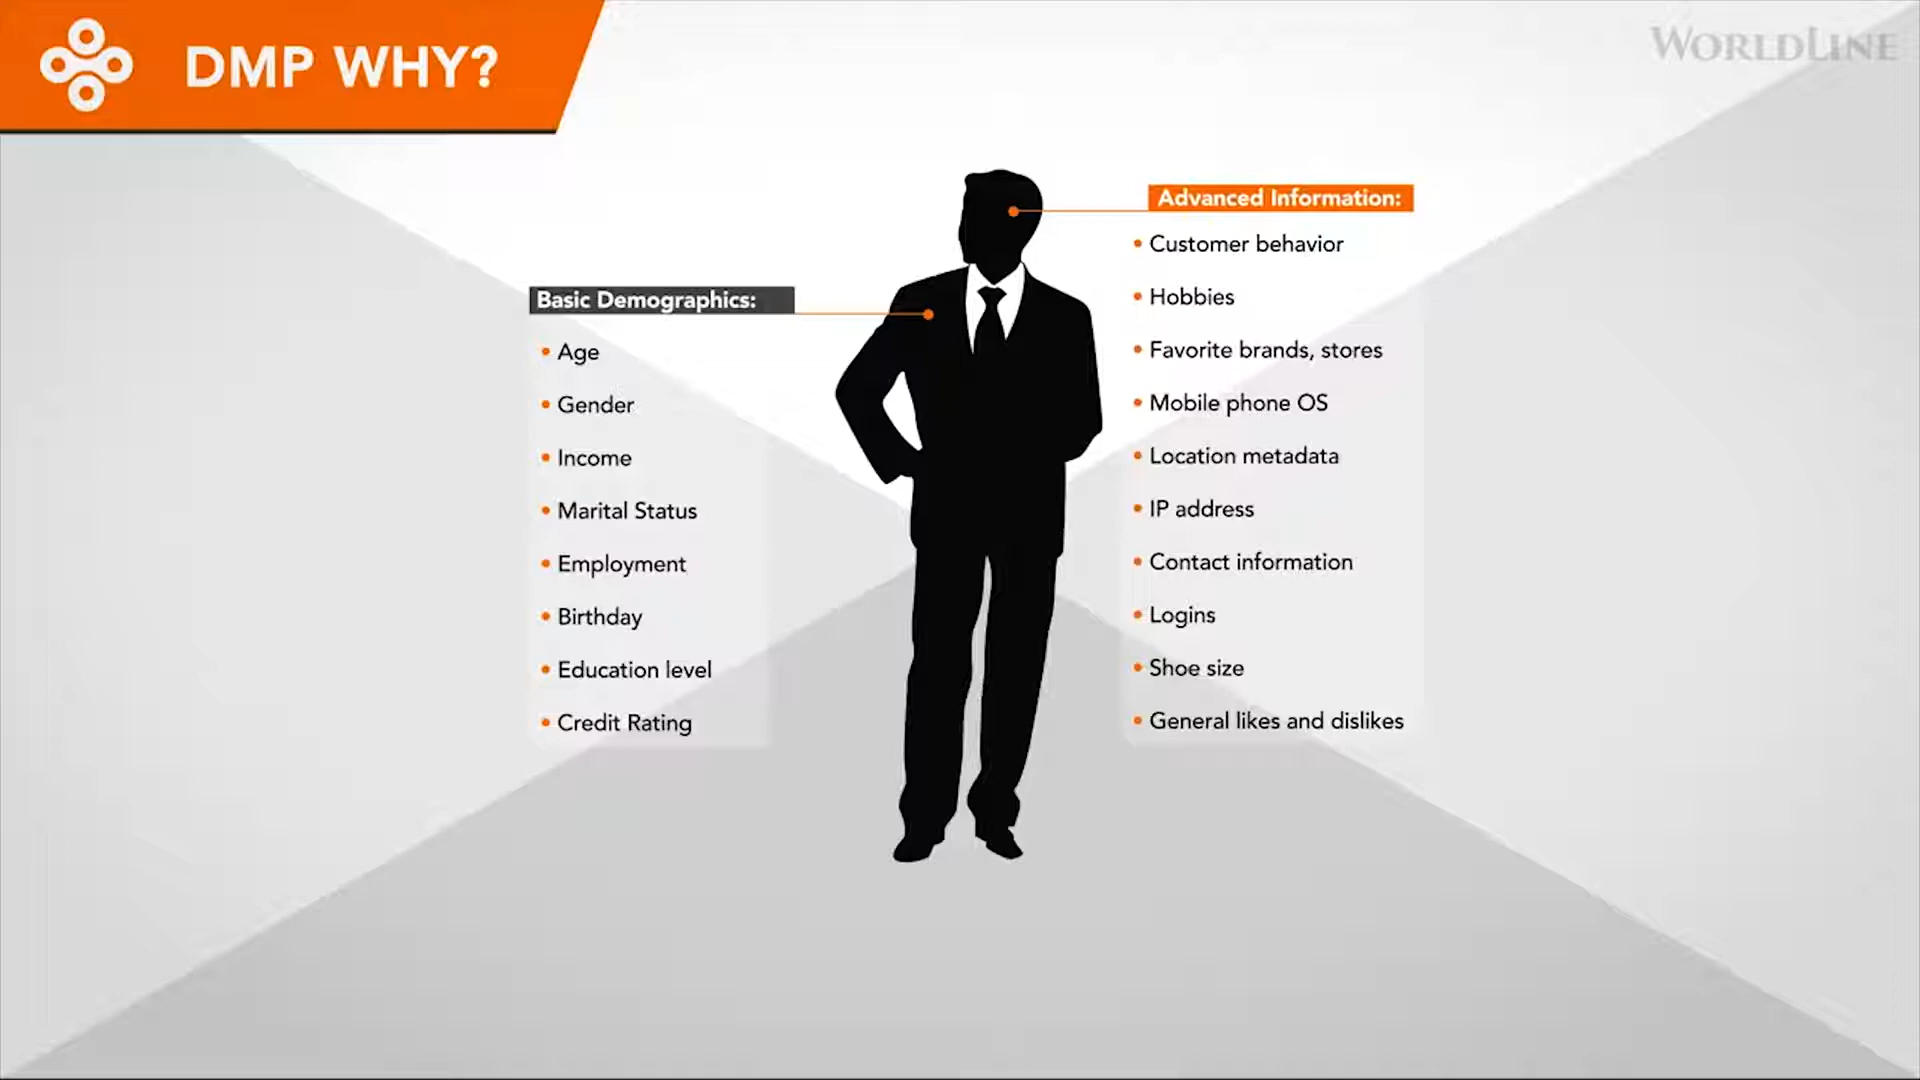 DMP WHY?
WORLDLINE
Basic Demographics:
Age
Gender
Income
Marital Status
Employment
Birthday
Education level
Credit Rating
Advanced Information:
Customer behavior
Hobbies
Favorite brands, stores
Mobile phone OS
Location metadata
IP address
Contact information
Logins
Shoe size
General likes and dislikes